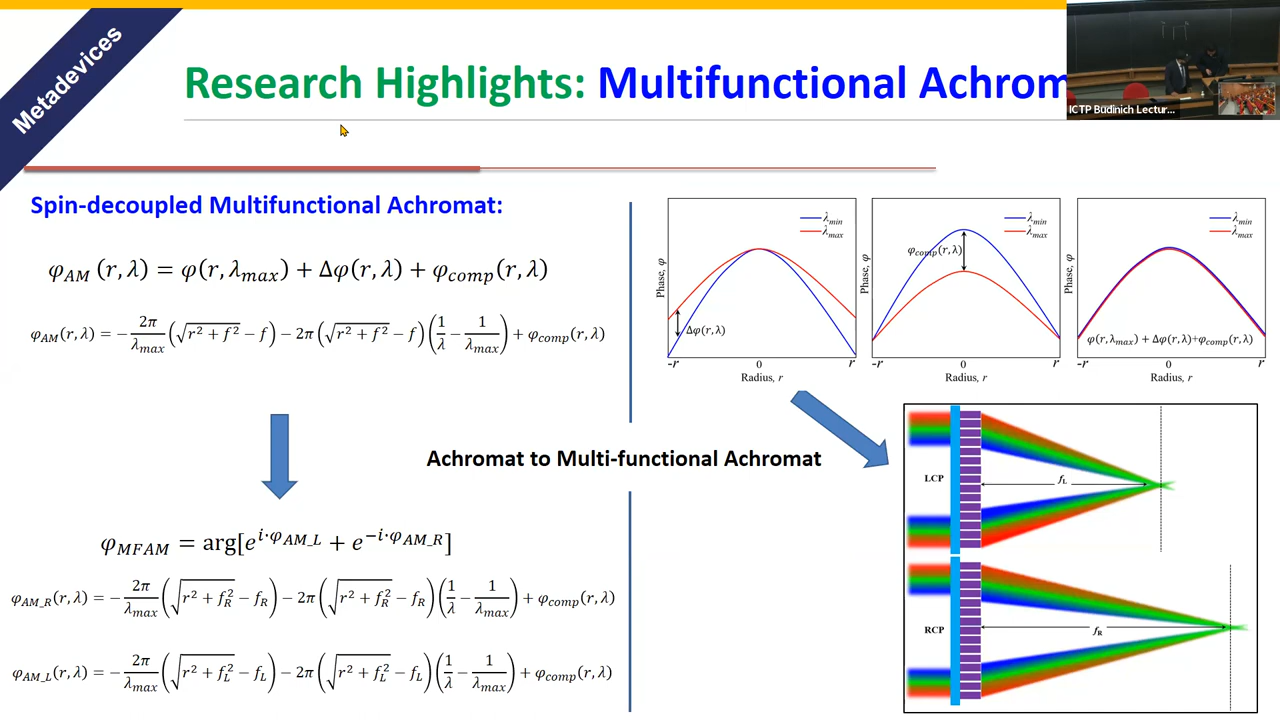 Metadevices
Research Highlights: Multifunctional Achrom
ICTP Budinich Lectur...
Spin-decoupled Multifunctional Achromat:
φ_AM (r, λ) = φ(r, λ_max) + Δφ(r, λ) + φ_comp(r, λ)
φ_AM(r, λ) = −2π/λ_max (√(r² + f²) − f) − 2π (√(r² + f²) − f) (1/λ − 1/λ_max) + φ_comp(r, λ)
λ_min
λ_max
Phase, φ
Δφ(r, λ)
-r 0 r
Radius, r
λ_min
λ_max
Phase, φ
φ_comp(r, λ)
-r 0 r
Radius, r
λ_min
λ_max
Phase, φ
φ(r, λ_max) + Δφ(r, λ)+φ_comp(r, λ)
-r 0 r
Radius, r
Achromat to Multi-functional Achromat
φ_MFAM = arg[e^{i·φ_AM_L} + e^{−i·φ_AM_R}]
φ_AM_R(r, λ) = −2π/λ_max (√(r² + f_R²) − f_R) − 2π (√(r² + f_R²) − f_R) (1/λ − 1/λ_max) + φ_comp(r, λ)
φ_AM_L(r, λ) = −2π/λ_max (√(r² + f_L²) − f_L) − 2π (√(r² + f_L²) − f_L) (1/λ − 1/λ_max) + φ_comp(r, λ)
LCP
f_L
RCP
f_R